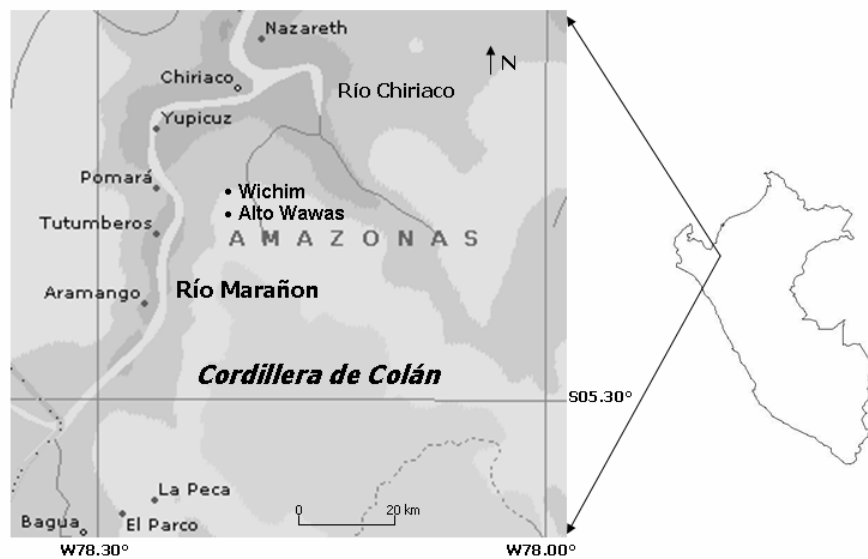 Nazareth
N
Chiriaco
Río Chiriaco
Yupicuz
Pomará
Wichim
Alto Wawas
Tutumberos
AMAZONAS
Aramango
Río Marañon
Cordillera de Colán
S05.30°
La Peca
0 20 km
El Parco
Bagua
W78.30° W78.00°